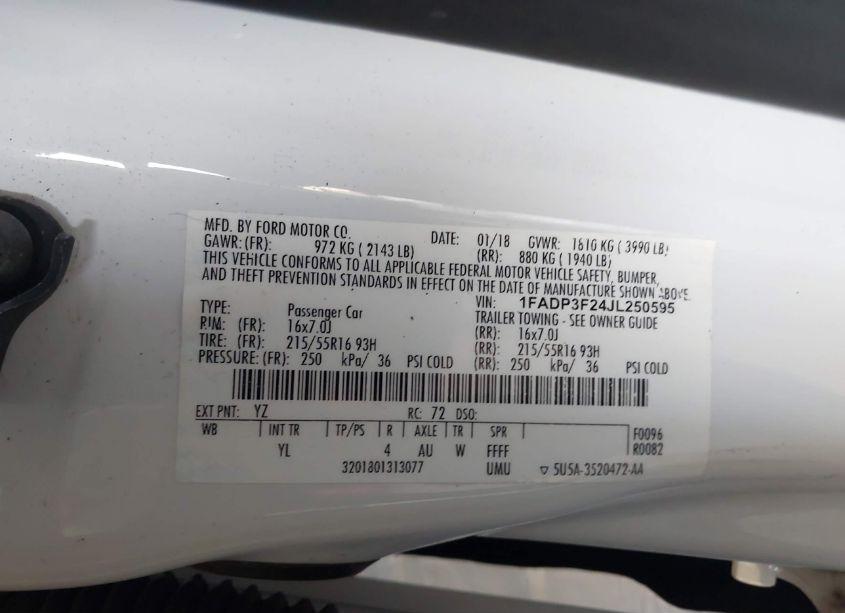 MFD. BY FORD MOTOR CO. DATE: 01/18 GVWR: 1810 KG ( 3990 LB)
GAWR: (FR): 972 KG ( 2143 LB) (RR): 880 KG ( 1940 LB)
THIS VEHICLE CONFORMS TO ALL APPLICABLE FEDERAL MOTOR VEHICLE SAFETY, BUMPER,
AND THEFT PREVENTION STANDARDS IN EFFECT ON THE DATE OF MANUFACTURE SHOWN ABOVE.
VIN: 1FADP3F24JL250595
TYPE: Passenger Car TRAILER TOWING - SEE OWNER GUIDE
RIM: (FR): 16x7.0J (RR): 16x7.0J
TIRE: (FR): 215/55R16 93H (RR): 215/55R16 93H
PRESSURE: (FR): 250 kPa/ 36 PSI COLD (RR): 250 kPa/ 36 PSI COLD
EXT PNT: YZ RC: 72 DSO:
WB INT TR TP/PS R AXLE TR SPR F0096
YL 4 AU W FFFF R0082
3201801313077 UMU ▽ 5U5A-3520472-AA